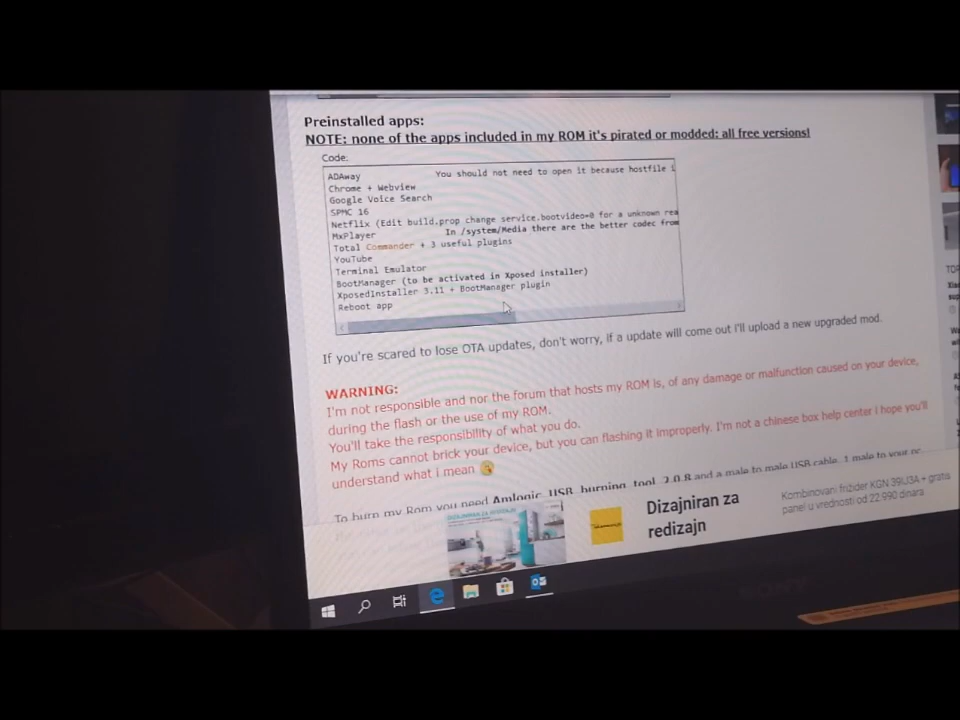 Preinstalled apps:
NOTE: none of the apps included in my ROM it's pirated or modded: all free versions!
Code:
ADAway You should not need to open it because hostfile i
Chrome + Webview
Google Voice Search
SPMC 16
Netflix (Edit build.prop change service.bootvideo=0 for a unknown rea
MxPlayer In /system/Media there are the better codec from
Total Commander + 3 useful plugins
YouTube
Terminal Emulator
BootManager (to be activated in Xposed installer)
XposedInstaller 3.11 + BootManager plugin
Reboot app
If you're scared to lose OTA updates, don't worry, if a update will come out I'll upload a new upgraded mod.
WARNING:
I'm not responsible and nor the forum that hosts my ROM is, of any damage or malfunction caused on your device,
during the flash or the use of my ROM.
You'll take the responsibility of what you do.
My Roms cannot brick your device, but you can flashing it improperly. I'm not a chinese box help center i hope you'll
understand what i mean
To burn my Rom you need Amlogic USB burning tool 2.0.8 and a male to male USB cable, 1 male to your pc
Dizajniran za
redizajn
Kombinovani frižider KGN 39IJ3A + gratis
panel u vrednosti od 22 990 dinara